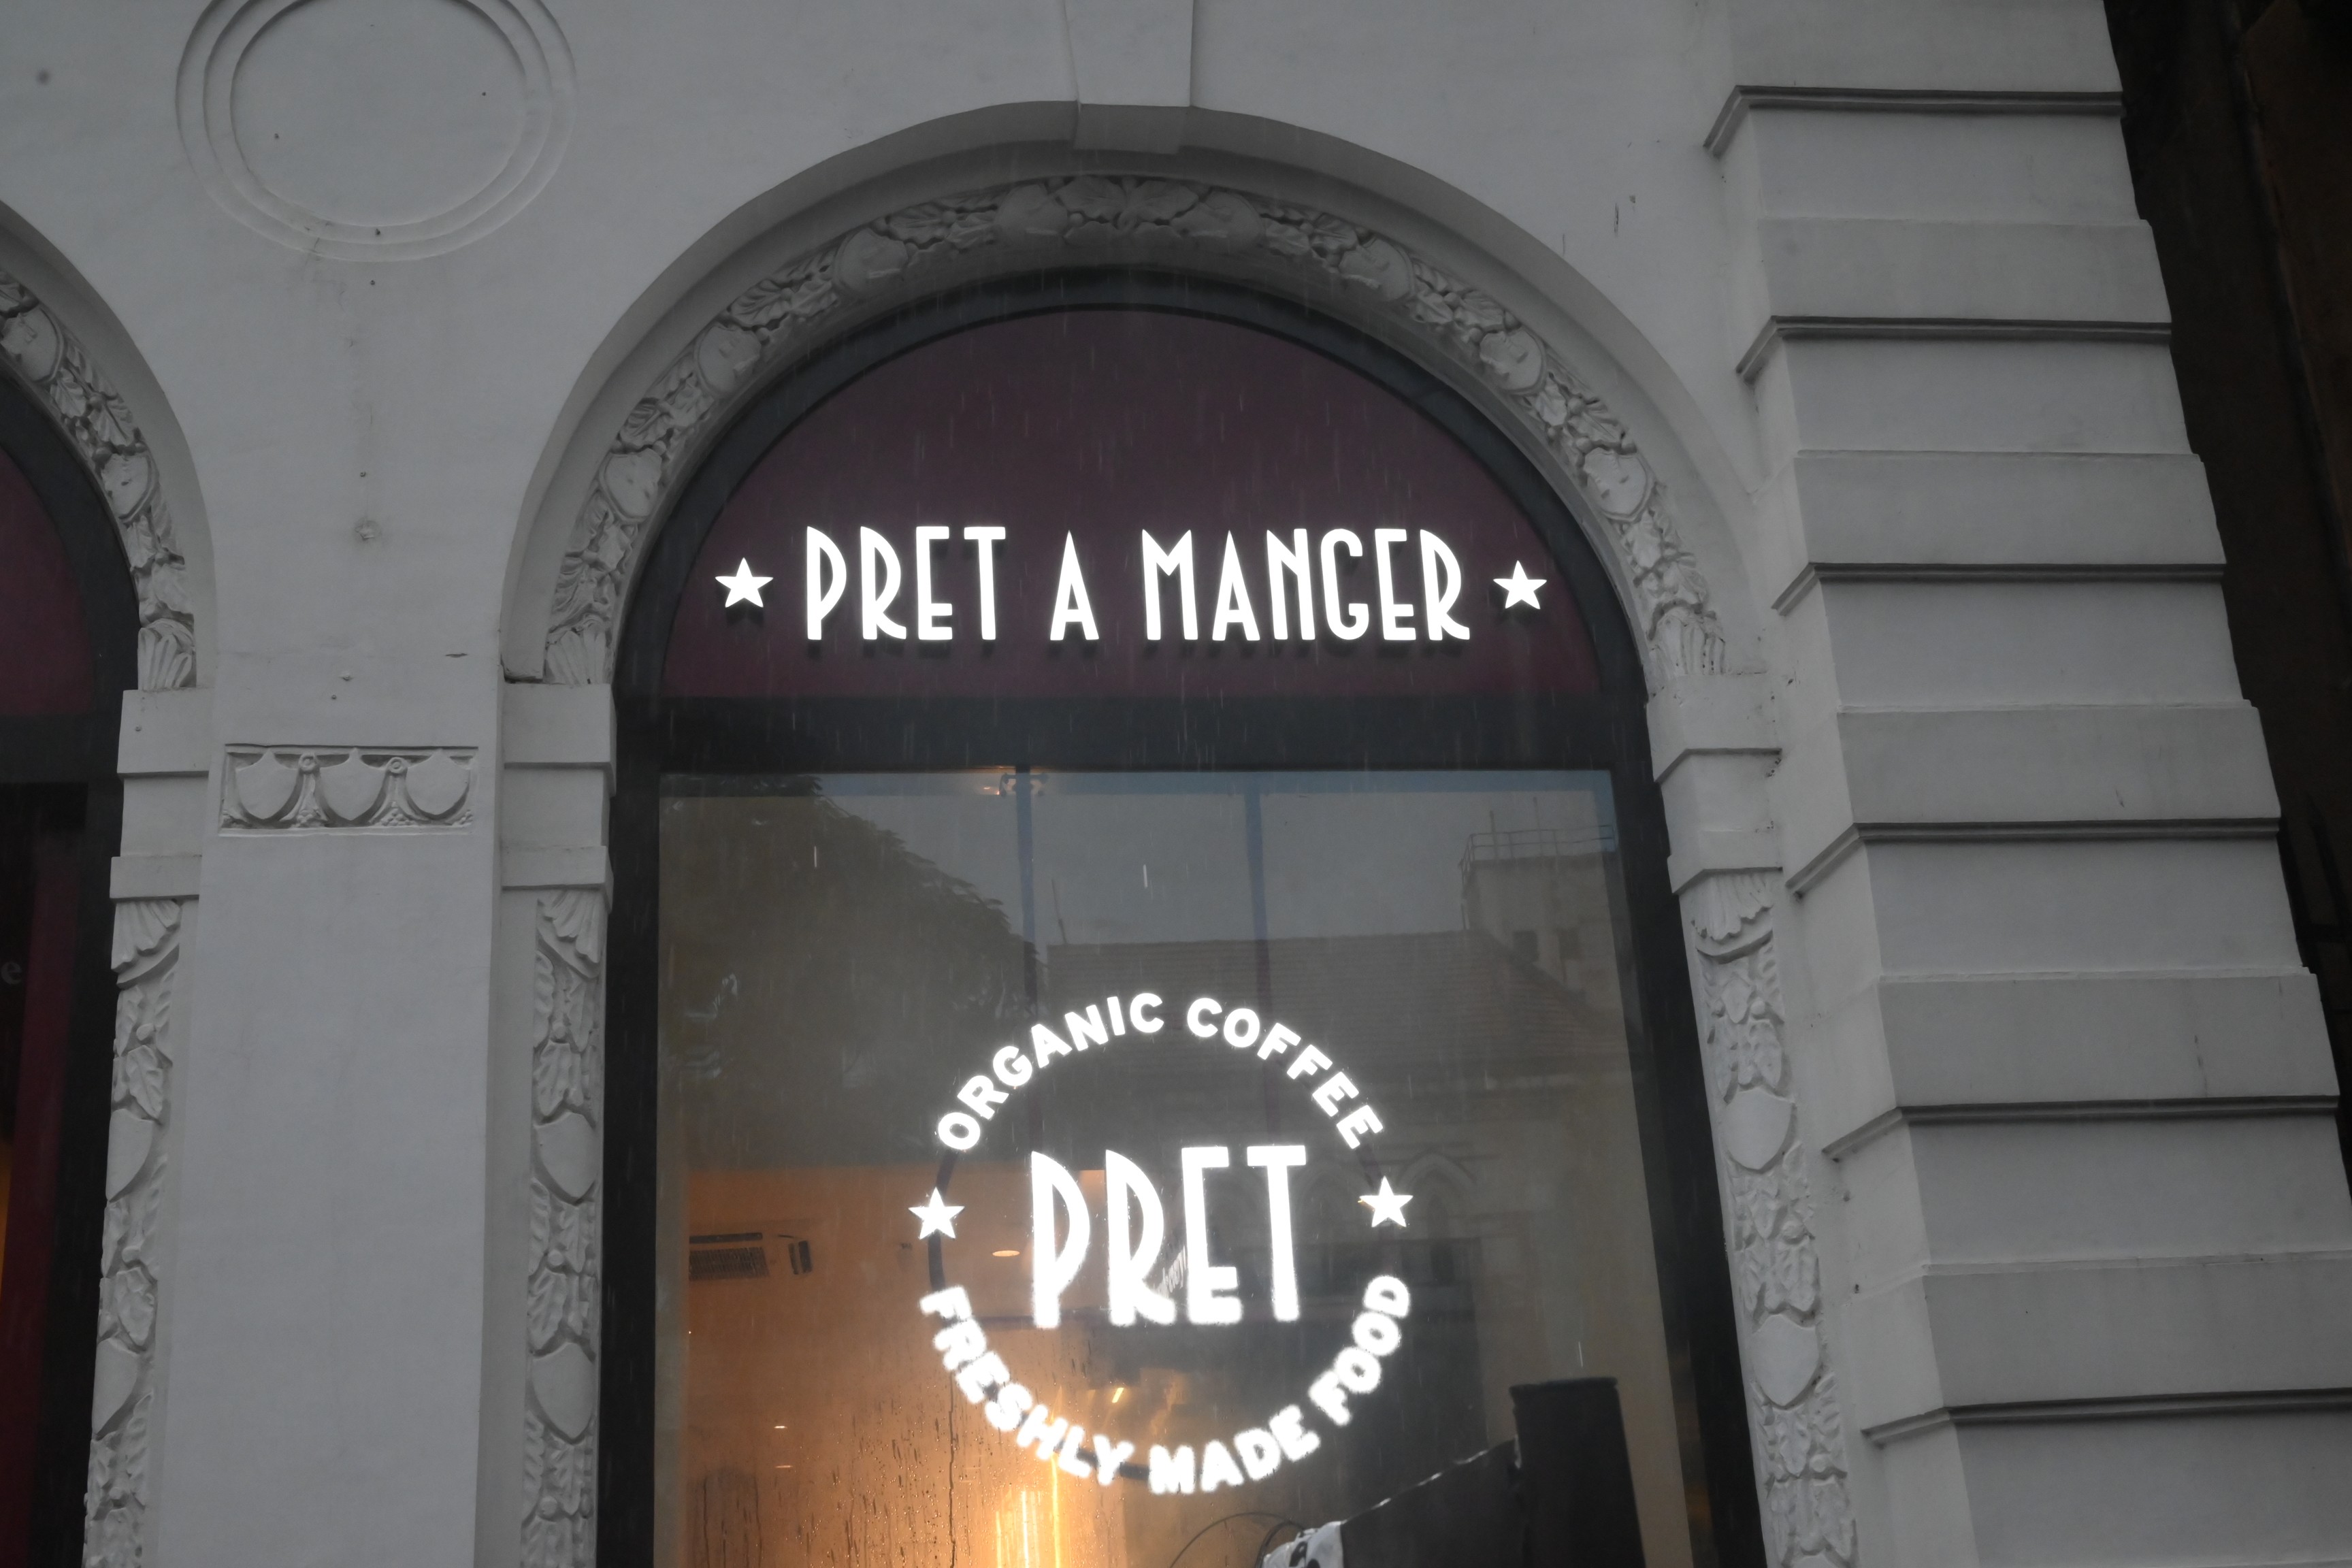 ★ PRET A MANGER ★
ORGANIC COFFEE
★ PRET ★
FRESHLY MADE FOOD
e